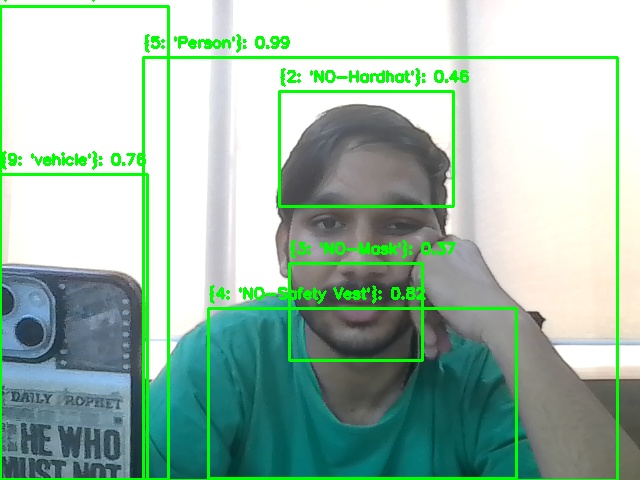 {5: 'Person'}: 0.99
{2: 'NO-Hardhat'}: 0.46
{9: 'vehicle'}: 0.76
{3: 'NO-Mask'}: 0.37
{4: 'NO-Safety Vest'}: 0.82
DAILY PROPHET
HE WHO
MUST NOT